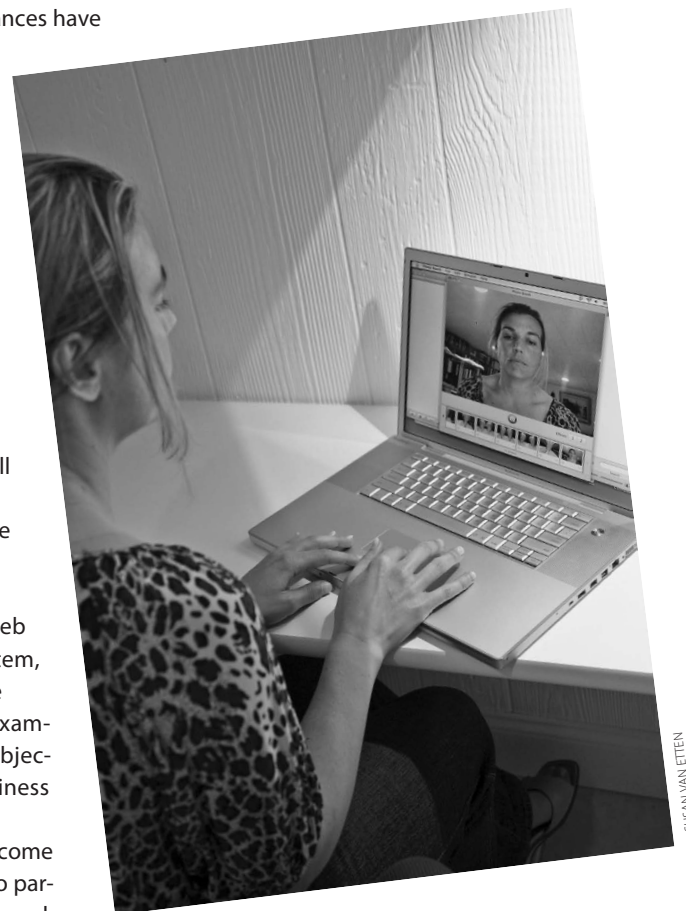 ances have
ll
e
eb
tem,
e
xam-
bjec-
iness
come
o par-
SUSAN VAN ETTEN